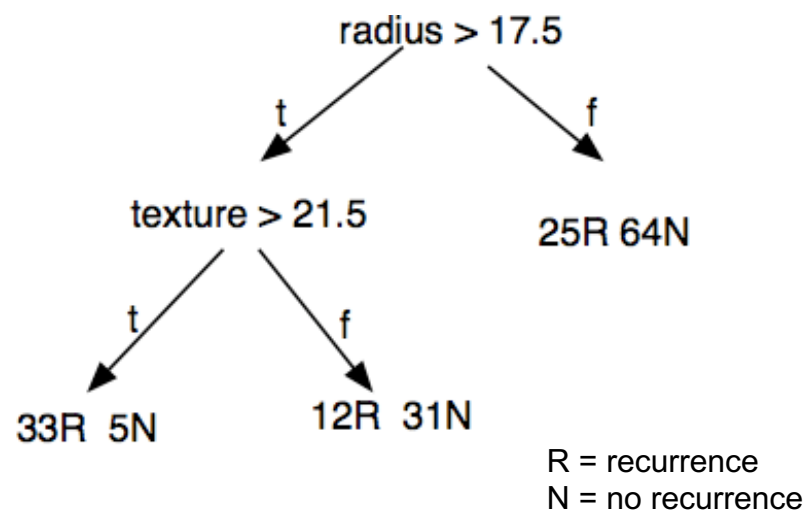 radius > 17.5
t
f
texture > 21.5
25R 64N
t
f
33R 5N
12R 31N
R = recurrence
N = no recurrence